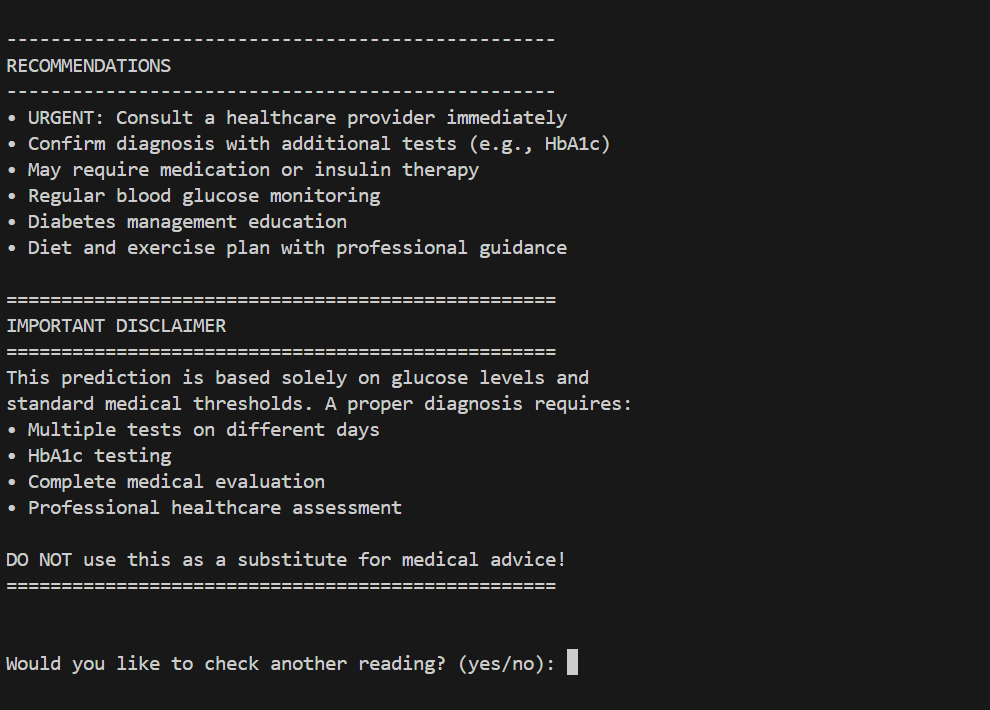 --------------------------------------------------
RECOMMENDATIONS
--------------------------------------------------
• URGENT: Consult a healthcare provider immediately
• Confirm diagnosis with additional tests (e.g., HbA1c)
• May require medication or insulin therapy
• Regular blood glucose monitoring
• Diabetes management education
• Diet and exercise plan with professional guidance
==================================================
IMPORTANT DISCLAIMER
==================================================
This prediction is based solely on glucose levels and
standard medical thresholds. A proper diagnosis requires:
• Multiple tests on different days
• HbA1c testing
• Complete medical evaluation
• Professional healthcare assessment
DO NOT use this as a substitute for medical advice!
==================================================
Would you like to check another reading? (yes/no):